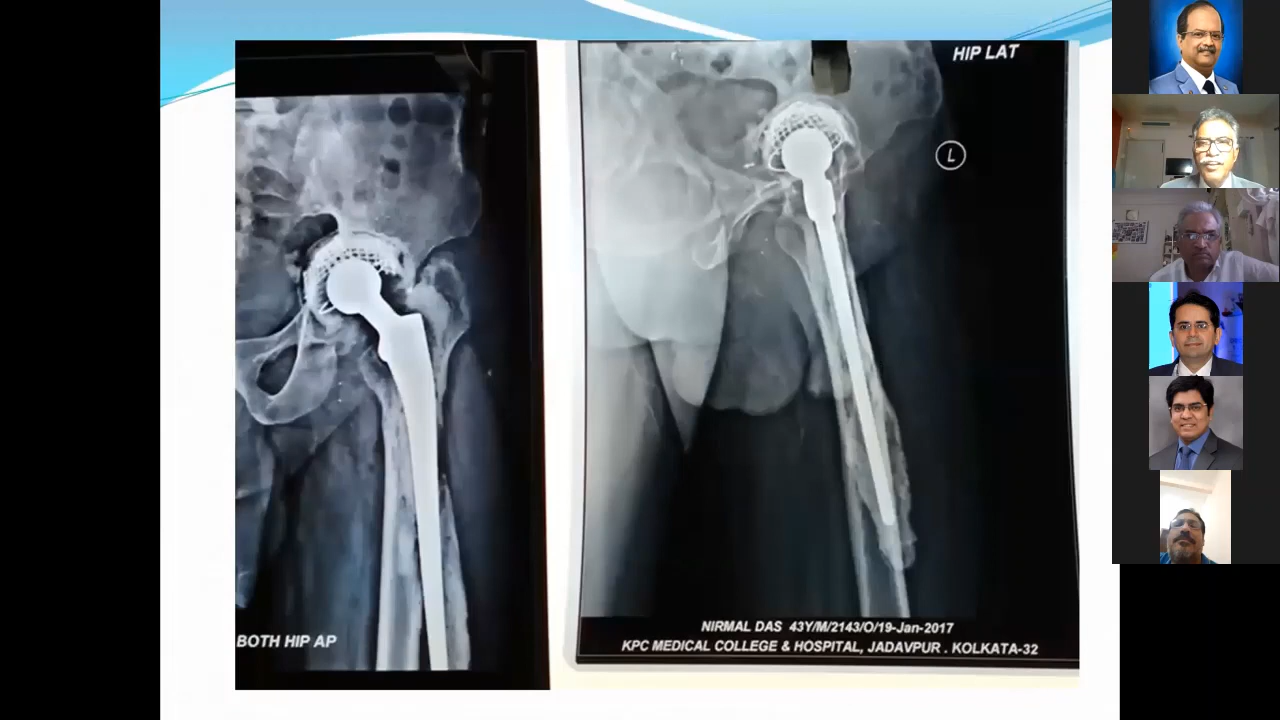 HIP LAT
L
BOTH HIP AP
NIRMAL DAS 43Y/M/2143/O/19-Jan-2017
KPC MEDICAL COLLEGE & HOSPITAL, JADAVPUR . KOLKATA-32